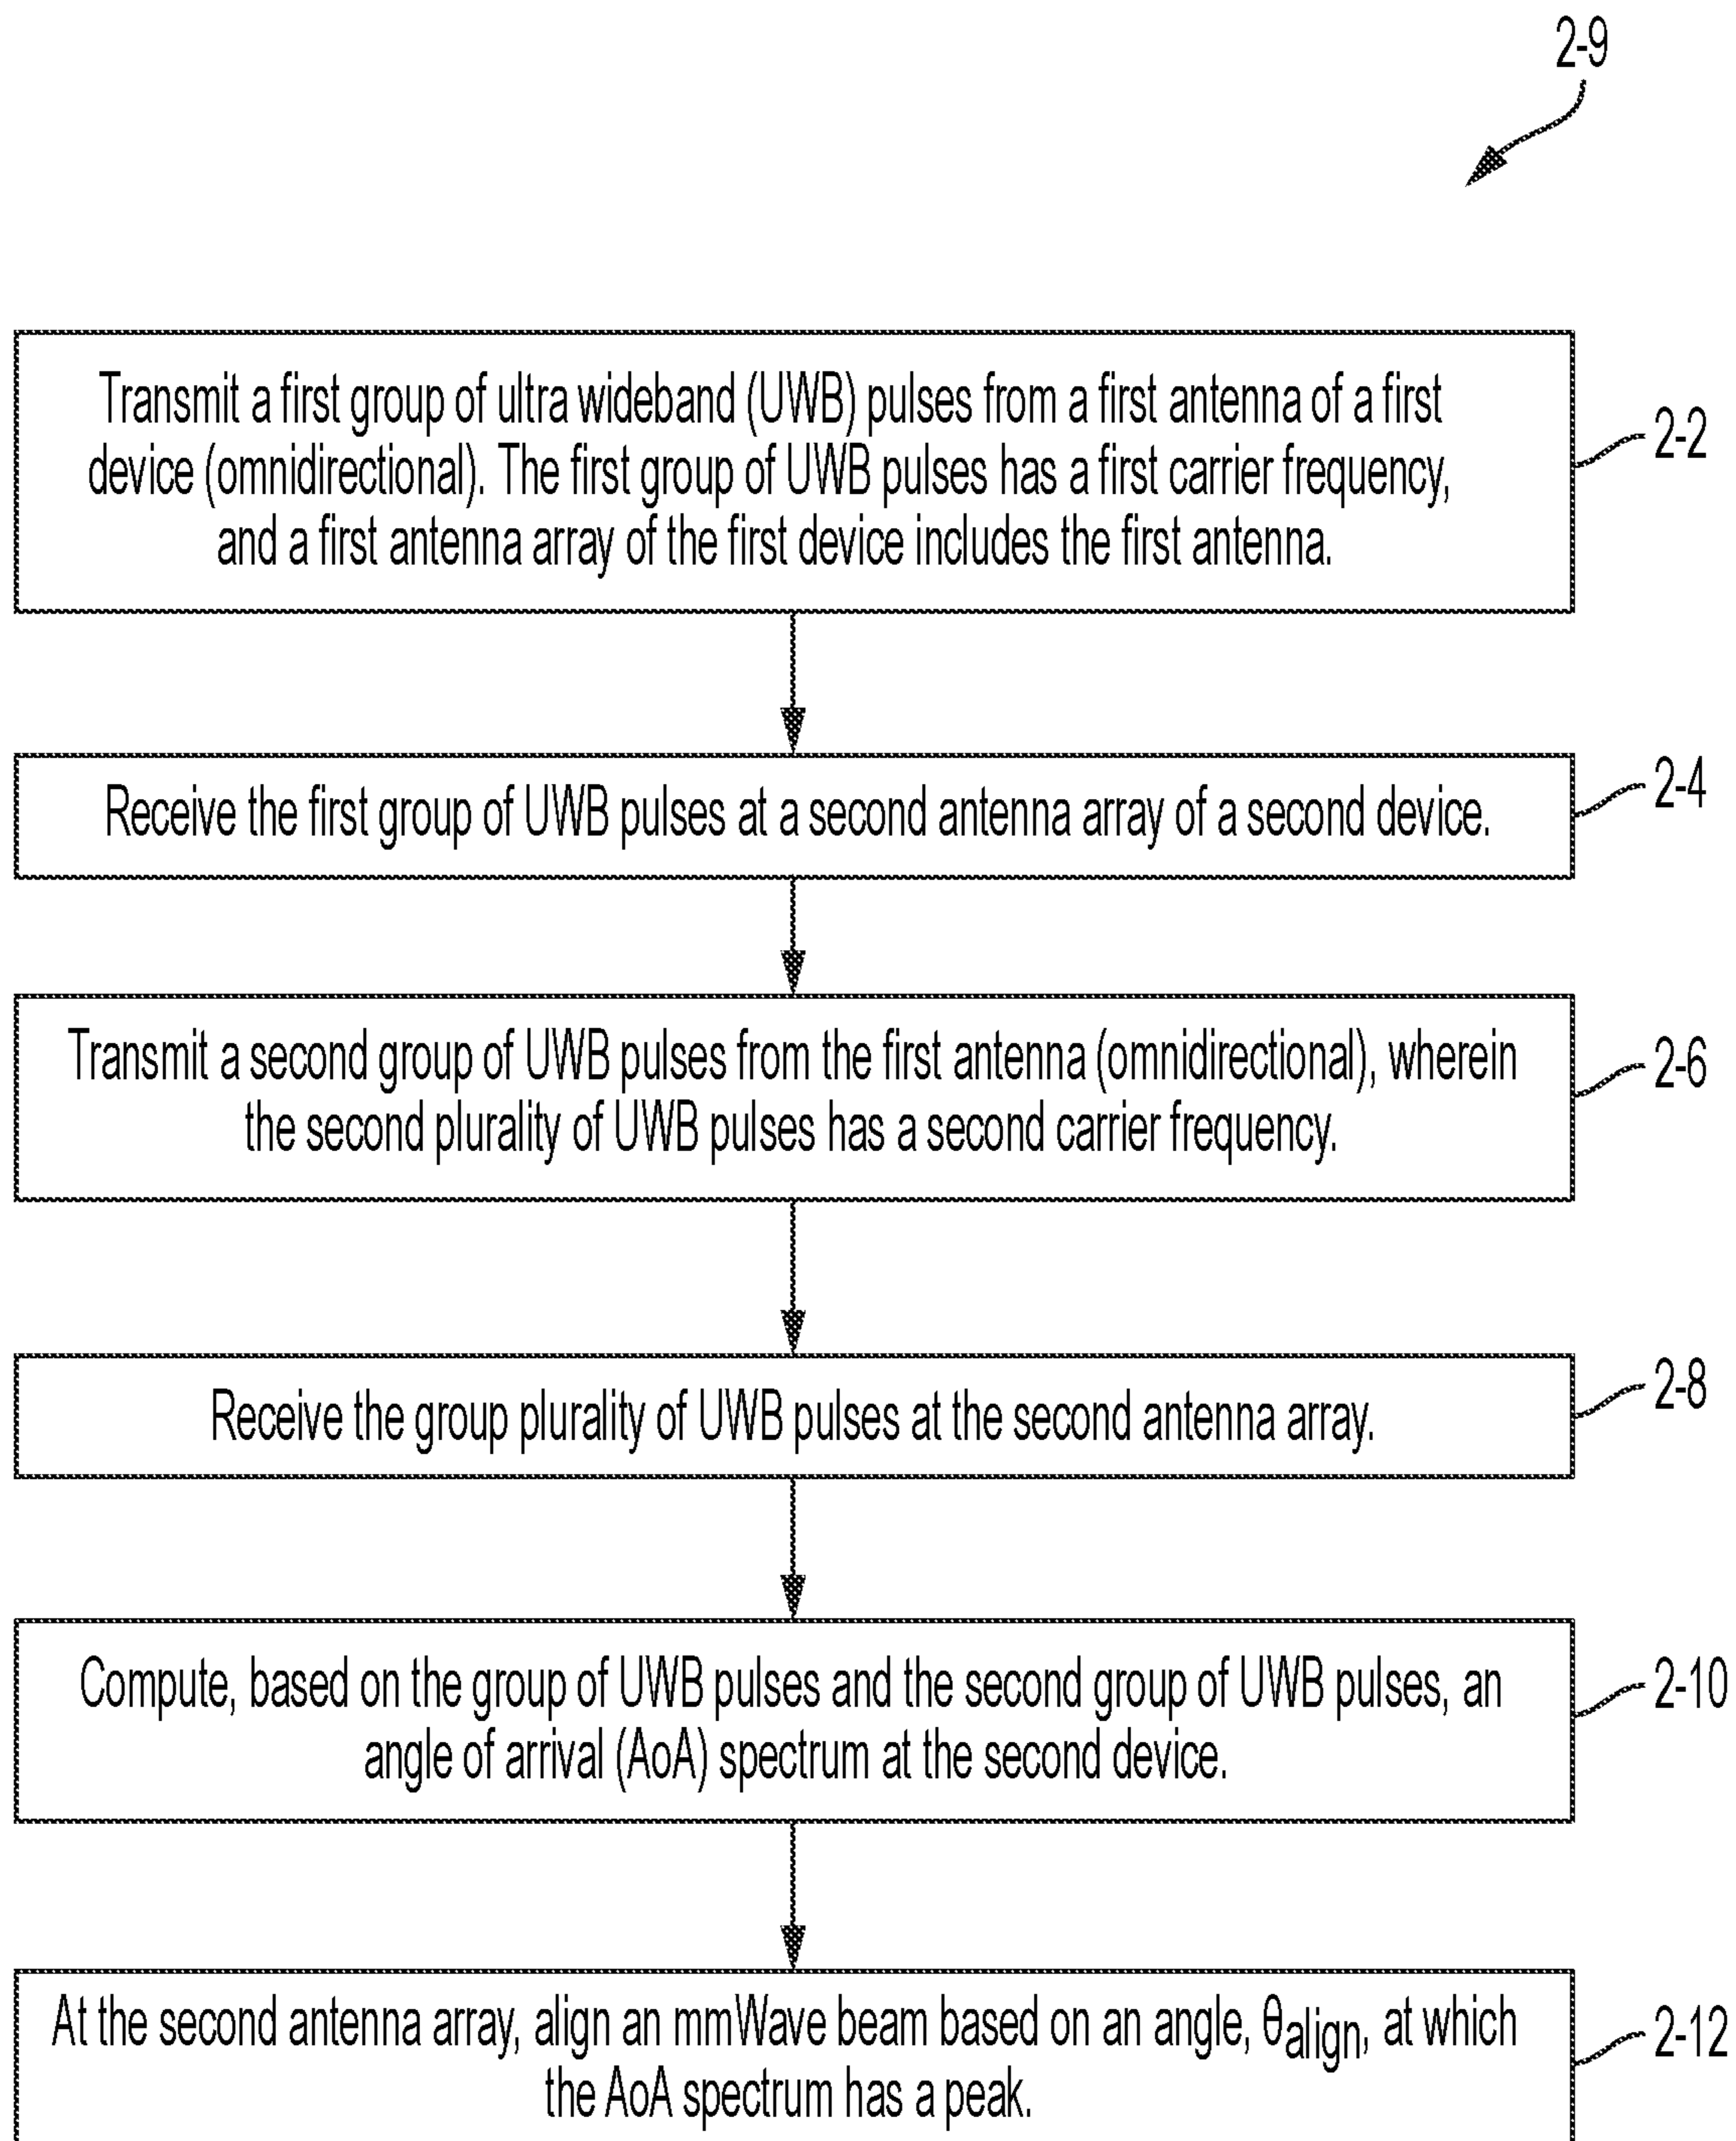 2-9
Transmit a first group of ultra wideband (UWB) pulses from a first antenna of a first
device (omnidirectional). The first group of UWB pulses has a first carrier frequency,
and a first antenna array of the first device includes the first antenna.
2-2
Receive the first group of UWB pulses at a second antenna array of a second device.
2-4
Transmit a second group of UWB pulses from the first antenna (omnidirectional), wherein
the second plurality of UWB pulses has a second carrier frequency.
2-6
Receive the group plurality of UWB pulses at the second antenna array.
2-8
Compute, based on the group of UWB pulses and the second group of UWB pulses, an
angle of arrival (AoA) spectrum at the second device.
2-10
At the second antenna array, align an mmWave beam based on an angle, θalign, at which
the AoA spectrum has a peak.
2-12